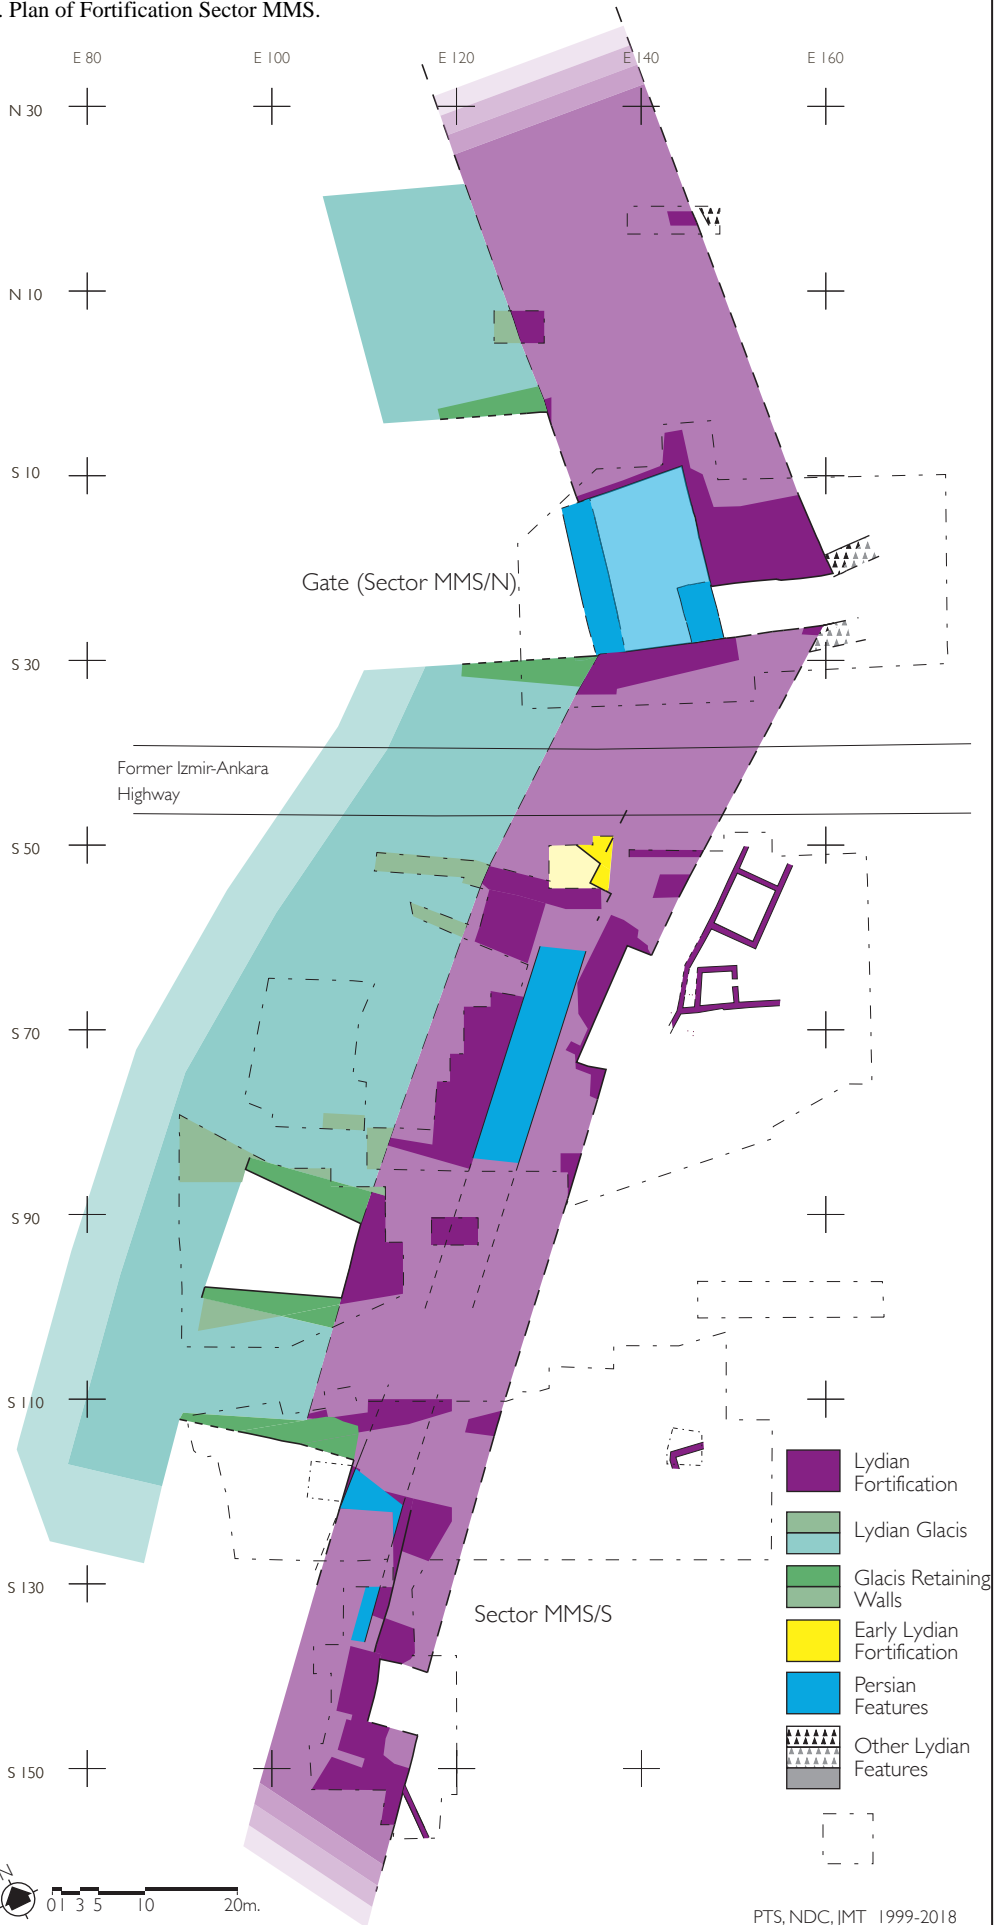 . Plan of Fortification Sector MMS.
E 80
E 100
E 120
E 140
E 160
N 30
N 10
S 10
Gate (Sector MMS/N)
S 30
Former Izmir-Ankara
Highway
S 50
S 70
S 90
S 110
Lydian
Fortification
Lydian Glacis
Glacis Retaining
Walls
S 130
Sector MMS/S
Early Lydian
Fortification
Persian
Features
Other Lydian
Features
S 150
N
0 1 3 5 10 20m.
PTS, NDC, JMT 1999-2018